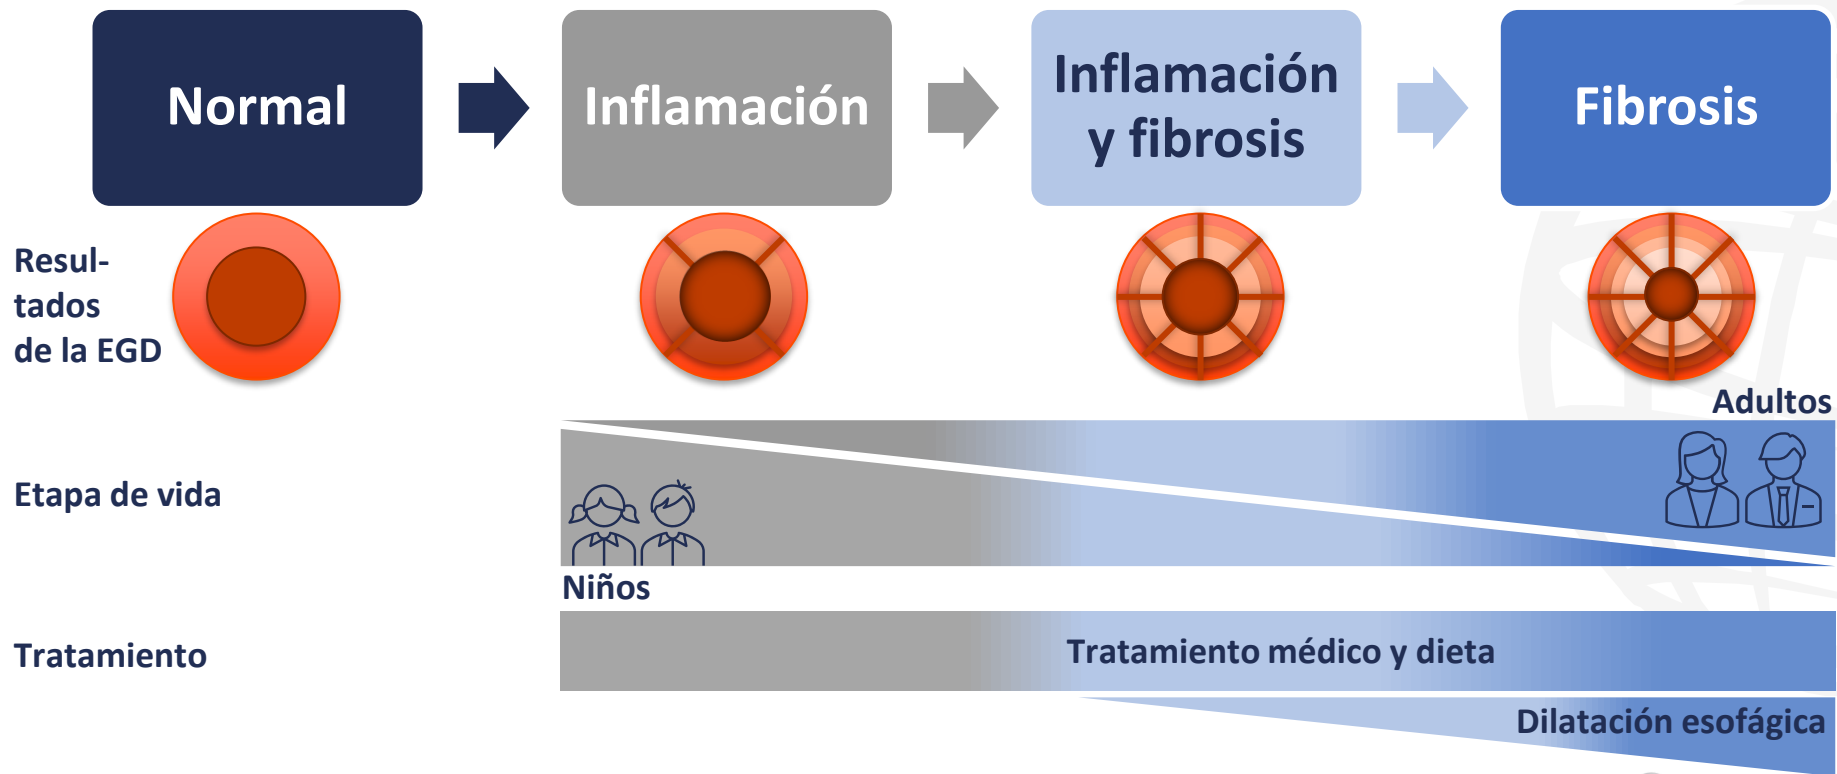 Normal
Inflamación
Inflamación
y fibrosis
Fibrosis
Resul-
tados
de la EGD
Adultos
Etapa de vida
Niños
Tratamiento
Tratamiento médico y dieta
Dilatación esofágica